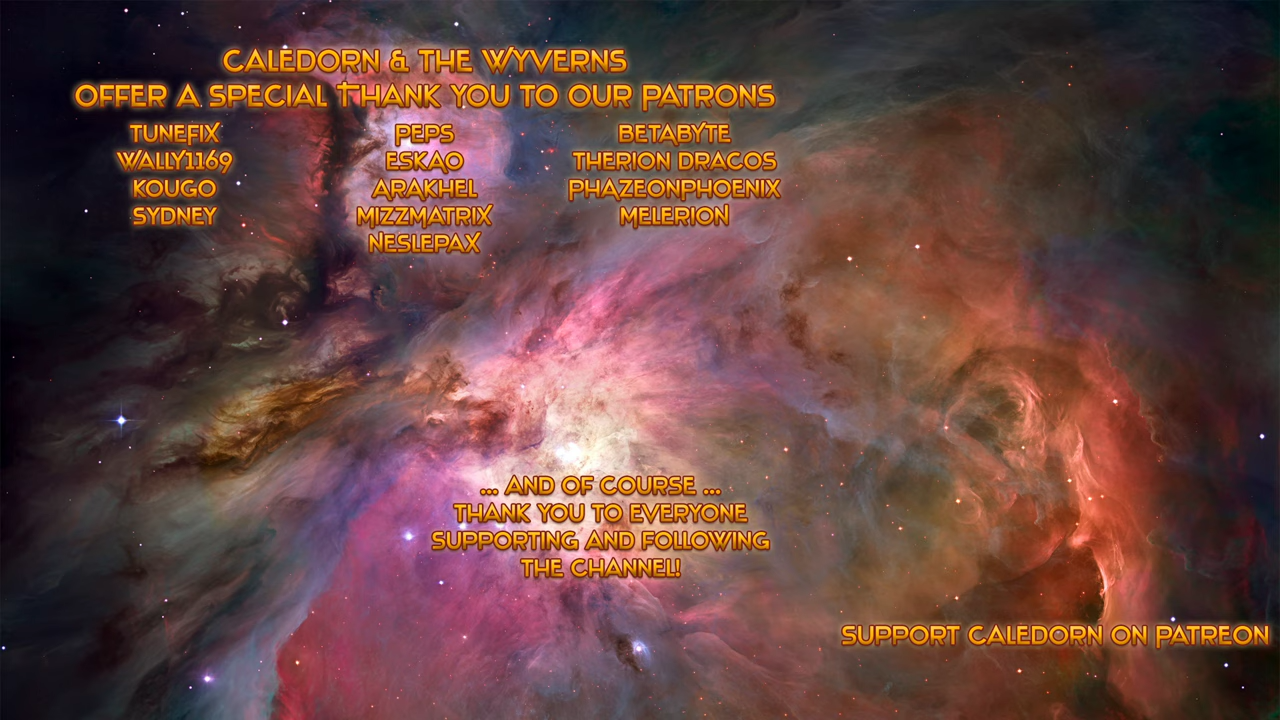 CALEDORN & THE WYVERNS
OFFER A SPECIAL THANK YOU TO OUR PATRONS
TUNEFIX
WALLY1169
KOUGO
SYDNEY
PEPS
ESKAO
ARAKHEL
MIZZMATRIX
NESLEPAX
BETABYTE
THERION DRACOS
PHAZEONPHOENIX
MELERION
... AND OF COURSE ...
THANK YOU TO EVERYONE
SUPPORTING AND FOLLOWING
THE CHANNEL!
SUPPORT CALEDORN ON PATREON